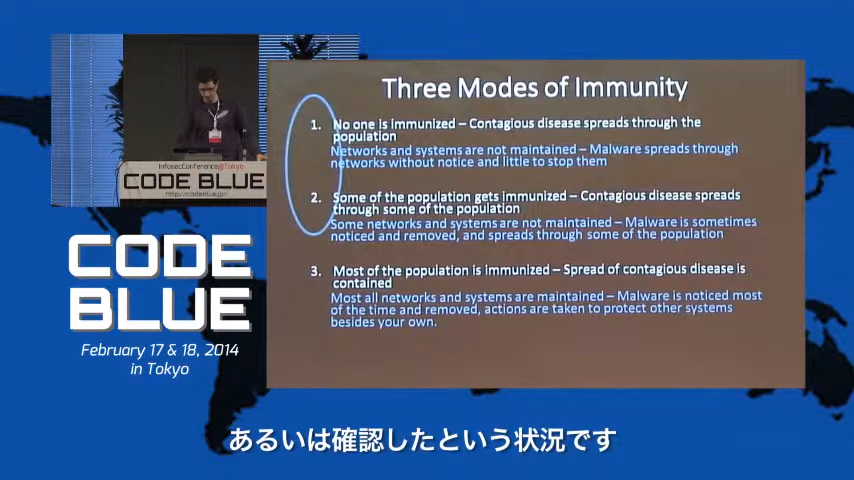 InfosecConference@Tokyo
CODE BLUE
http://codeblue.jp/
CODE
BLUE
February 17 & 18, 2014
in Tokyo
Three Modes of Immunity
1. No one is immunized – Contagious disease spreads through the
population
Networks and systems are not maintained – Malware spreads through
networks without notice and little to stop them
2. Some of the population gets immunized – Contagious disease spreads
through some of the population
Some networks and systems are not maintained – Malware is sometimes
noticed and removed, and spreads through some of the population
3. Most of the population is immunized – Spread of contagious disease is
contained
Most all networks and systems are maintained – Malware is noticed most
of the time and removed, actions are taken to protect other systems
besides your own.
あるいは確認したという状況です